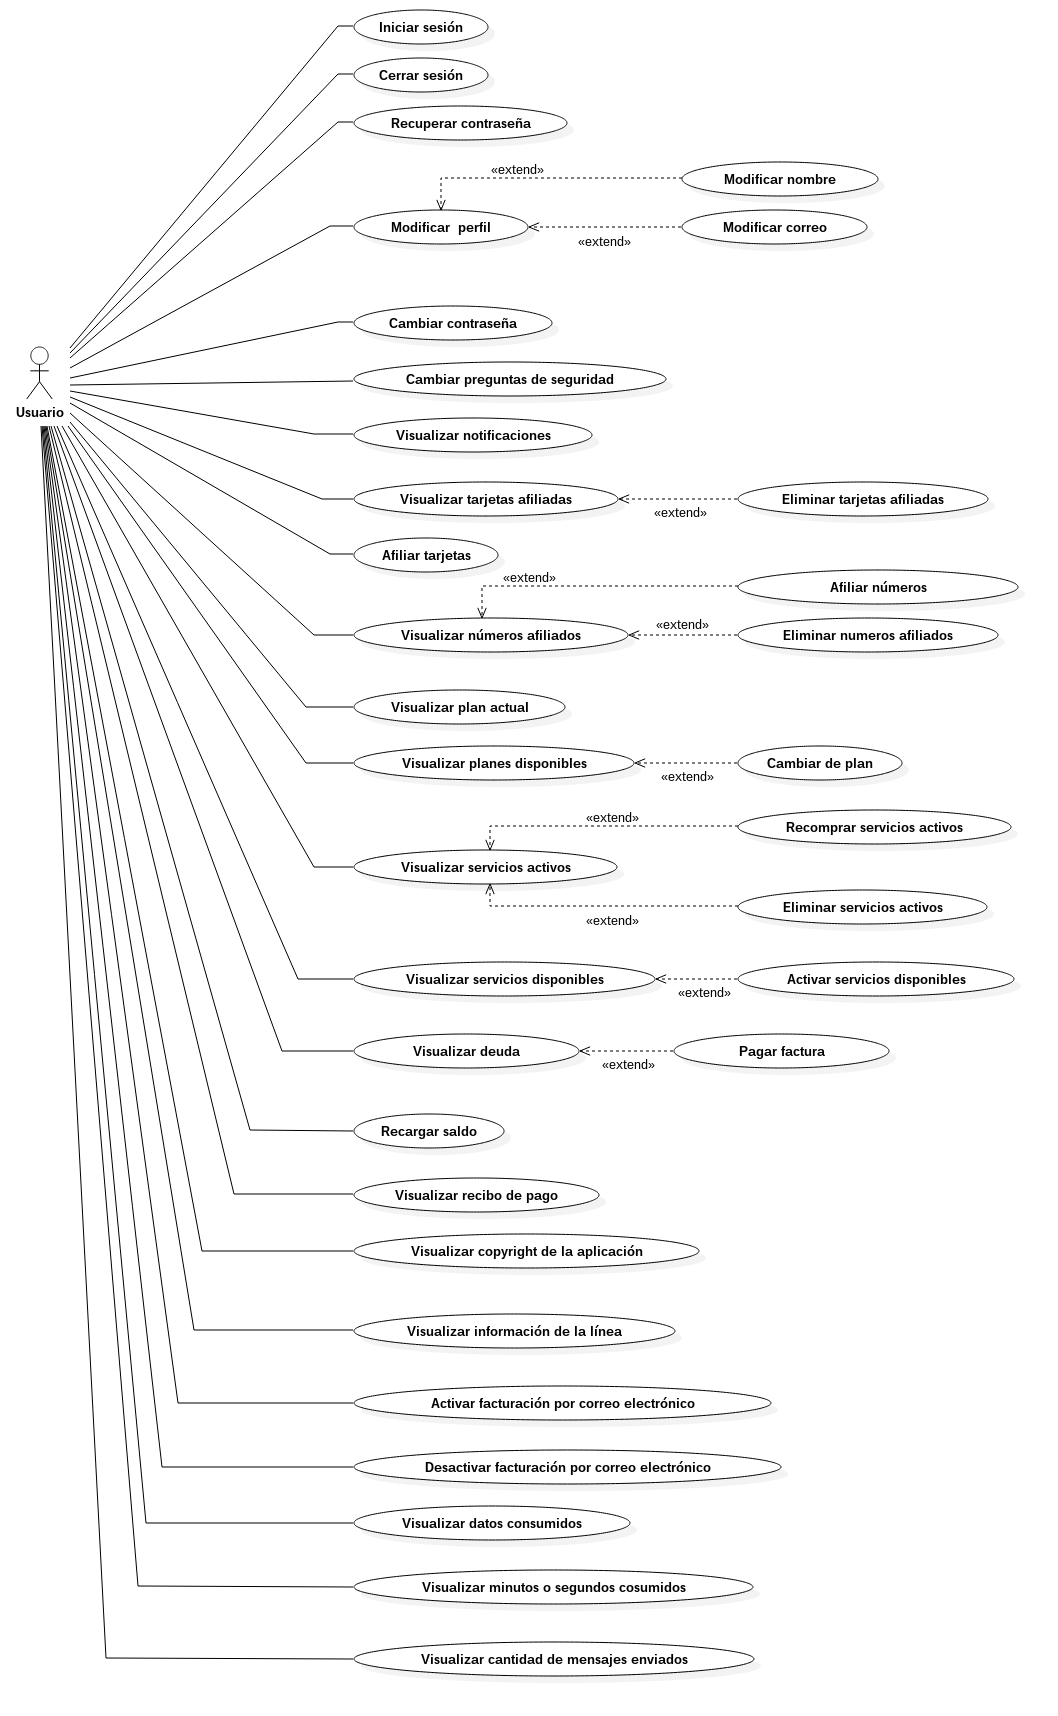 Iniciar sesión
Cerrar sesión
Recuperar contraseña
«extend»
Modificar nombre
Modificar perfil
Modificar correo
«extend»
Cambiar contraseña
Cambiar preguntas de seguridad
Usuario
Visualizar notificaciones
Visualizar tarjetas afiliadas
Eliminar tarjetas afiliadas
«extend»
Afiliar tarjetas
«extend»
Afiliar números
«extend»
Visualizar números afiliados
Eliminar numeros afiliados
Visualizar plan actual
Visualizar planes disponibles
Cambiar de plan
«extend»
«extend»
Recomprar servicios activos
Visualizar servicios activos
Eliminar servicios activos
«extend»
Visualizar servicios disponibles
Activar servicios disponibles
«extend»
Visualizar deuda
Pagar factura
«extend»
Recargar saldo
Visualizar recibo de pago
Visualizar copyright de la aplicación
Visualizar información de la línea
Activar facturación por correo electrónico
Desactivar facturación por correo electrónico
Visualizar datos consumidos
Visualizar minutos o segundos cosumidos
Visualizar cantidad de mensajes enviados